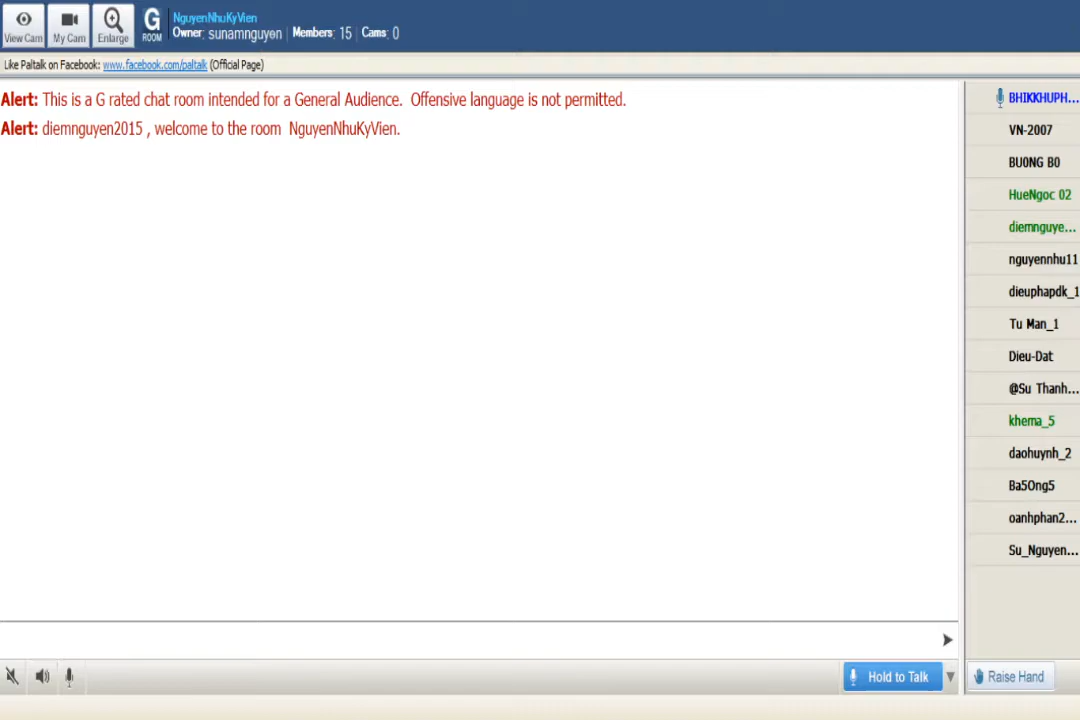 View Cam
My Cam
Enlarge
G
ROOM
NguyenNhuKyVien
Owner: sunamnguyen | Members: 15 | Cams: 0
Like Paltalk on Facebook: www.facebook.com/paltalk (Official Page)
Alert: This is a G rated chat room intended for a General Audience. Offensive language is not permitted.
Alert: diemnguyen2015 , welcome to the room NguyenNhuKyVien.
BHIKKHUPH...
VN-2007
BU0NG B0
HueNgoc 02
diemnguye...
nguyennhu11
dieuphapdk_1
Tu Man_1
Dieu-Dat
@Su Thanh...
khema_5
daohuynh_2
Ba5Ong5
oanhphan2...
Su_Nguyen...
Hold to Talk
Raise Hand